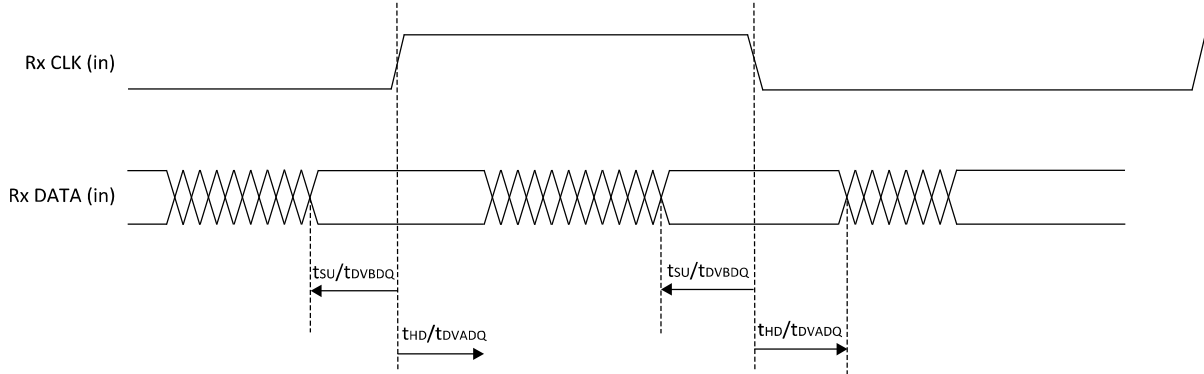 Rx CLK (in)
Rx DATA (in)
tSU/tDVBDQ
tSU/tDVBDQ
tHD/tDVADQ
tHD/tDVADQ